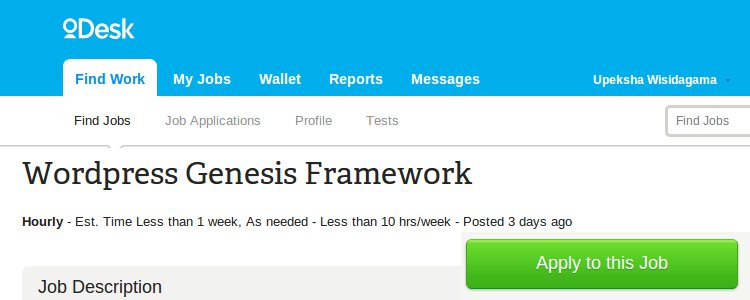 oDesk
Find Work My Jobs Wallet Reports Messages Upeksha Wisidagama
Find Jobs Job Applications Profile Tests Find Jobs
Wordpress Genesis Framework
Hourly - Est. Time Less than 1 week, As needed - Less than 10 hrs/week - Posted 3 days ago
Apply to this Job
Job Description